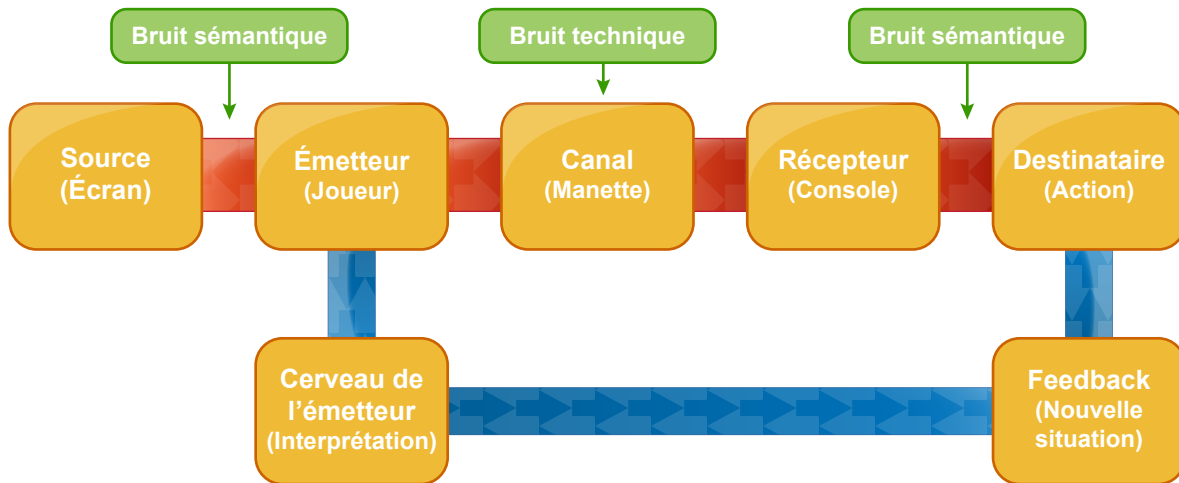 Bruit sémantique
Bruit technique
Bruit sémantique
Source
(Écran)
Émetteur
(Joueur)
Canal
(Manette)
Récepteur
(Console)
Destinataire
(Action)
Cerveau de
l’émetteur
(Interprétation)
Feedback
(Nouvelle
situation)